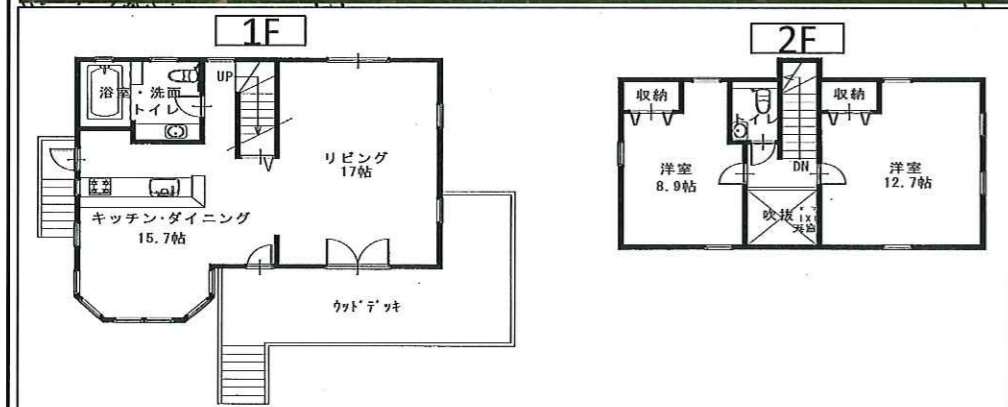 1F
UP
浴室・洗面
トイレ
リビング
17帖
キッチン・ダイニング
15.7帖
ウッドデッキ
2F
収納
トイレ
収納
洋室
8.9帖
DN
洋室
12.7帖
吹抜